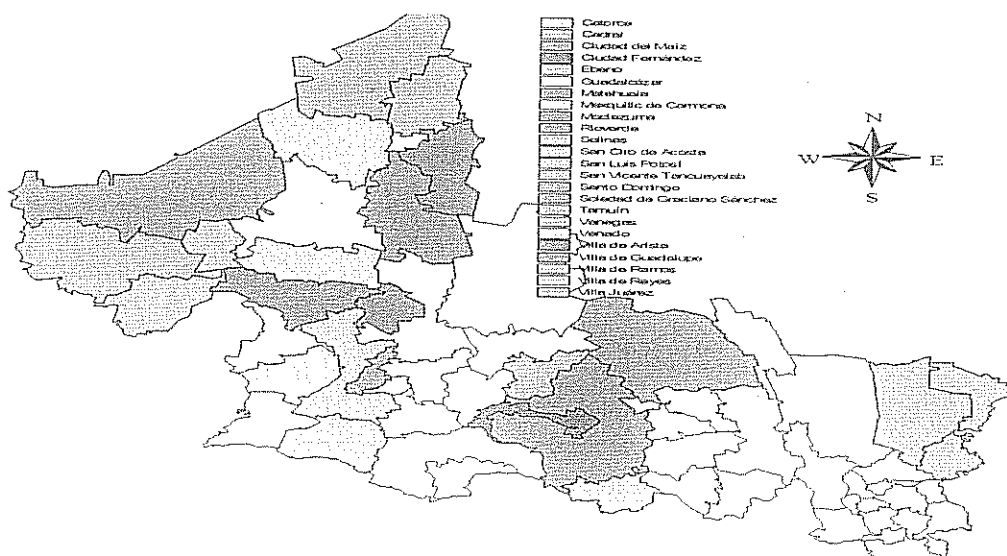 Catorce
Cedral
Ciudad del Maíz
Ciudad Fernández
Ebano
Guadalcázar
Matehuala
Mexquitic de Carmona
Moctezuma
Rioverde
Salinas
San Ciro de Acosta
San Luis Potosí
San Vicente Tancuayalab
Santo Domingo
Soledad de Graciano Sánchez
Tamuín
Vanegas
Venado
Villa de Arista
Villa de Guadalupe
Villa de Ramos
Villa de Reyes
Villa Juárez
N
W E
S